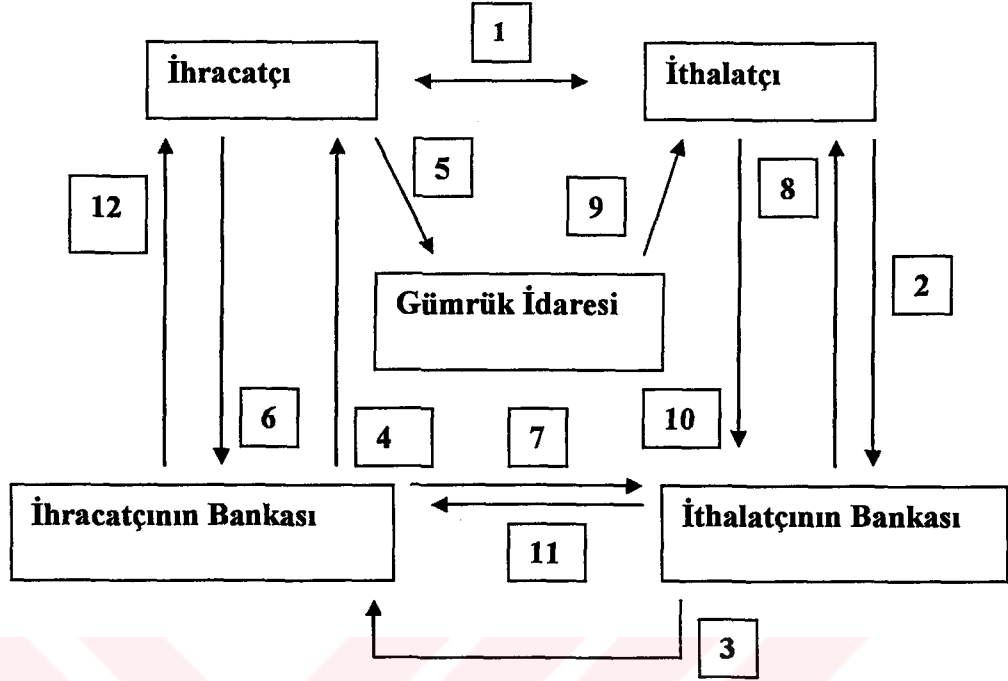 1
İhracatçı
İthalatçı
5
8
12
9
2
Gümrük İdaresi
6
4
7
10
İhracatçının Bankası
İthalatçının Bankası
11
3